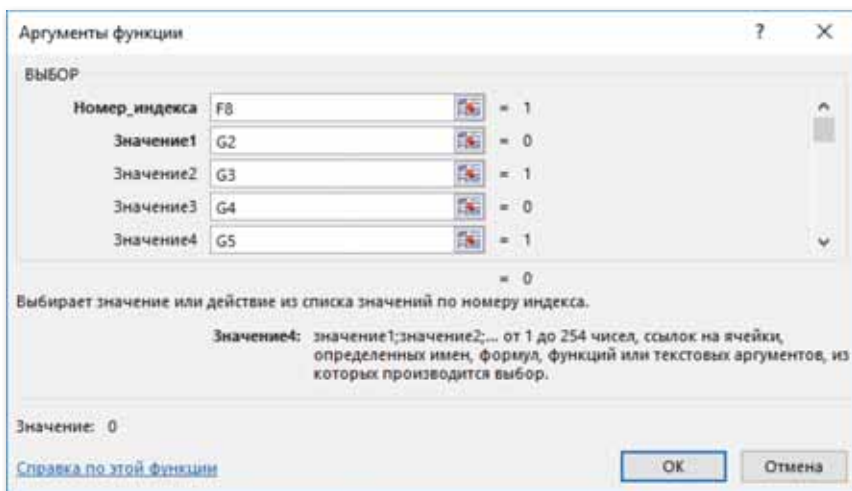 Аргументы функции ? ×
ВЫБОР
Номер_индекса F8 = 1
Значение1 G2 = 0
Значение2 G3 = 1
Значение3 G4 = 0
Значение4 G5 = 1
= 0
Выбирает значение или действие из списка значений по номеру индекса.
Значение4: значение1;значение2;... от 1 до 254 чисел, ссылок на ячейки,
определенных имен, формул, функций или текстовых аргументов, из
которых производится выбор.
Значение: 0
Справка по этой функции ОК Отмена